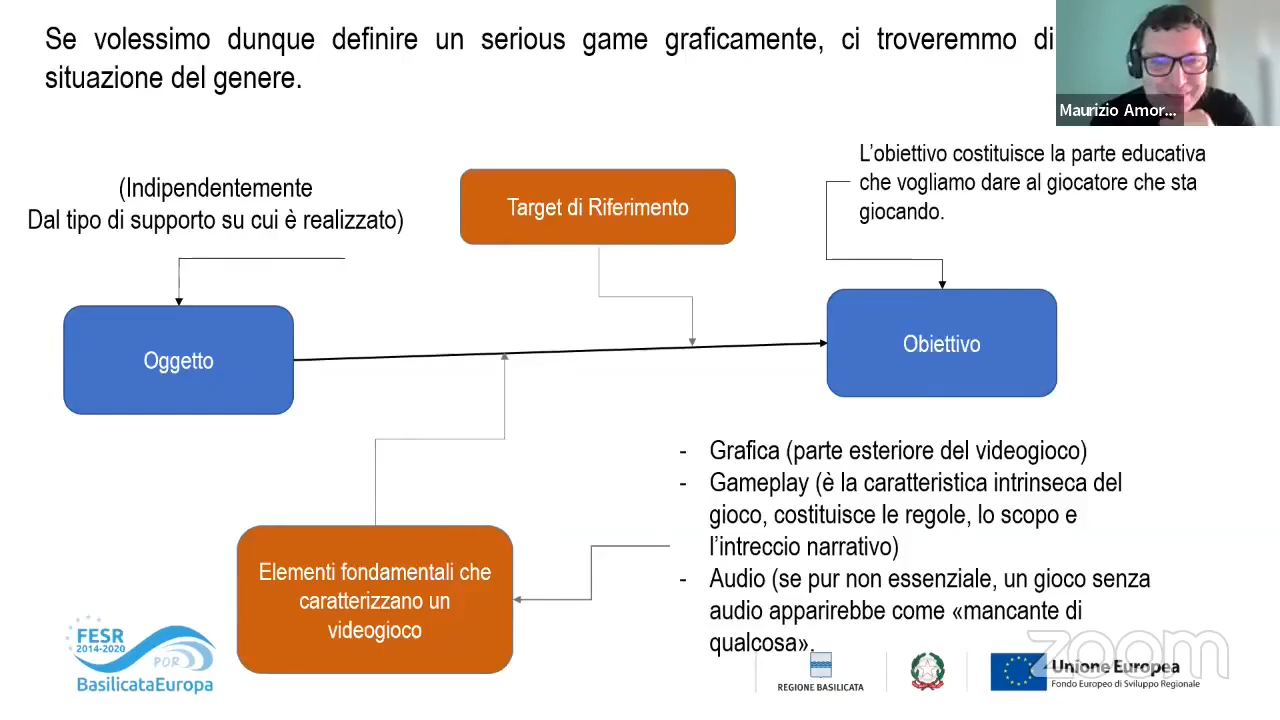 Se volessimo dunque definire un serious game graficamente, ci troveremmo di
situazione del genere.
Maurizio Amor...
(Indipendentemente
Dal tipo di supporto su cui è realizzato)
Target di Riferimento
L'obiettivo costituisce la parte educativa
che vogliamo dare al giocatore che sta
giocando.
Oggetto
Obiettivo
- Grafica (parte esteriore del videogioco)
- Gameplay (è la caratteristica intrinseca del
gioco, costituisce le regole, lo scopo e
l'intreccio narrativo)
- Audio (se pur non essenziale, un gioco senza
audio apparirebbe come «mancante di
qualcosa».
Elementi fondamentali che
caratterizzano un
videogioco
FESR
2014-2020
POR
BasilicataEuropa
REGIONE BASILICATA
Unione Europea
Fondo Europeo di Sviluppo Regionale
zoom